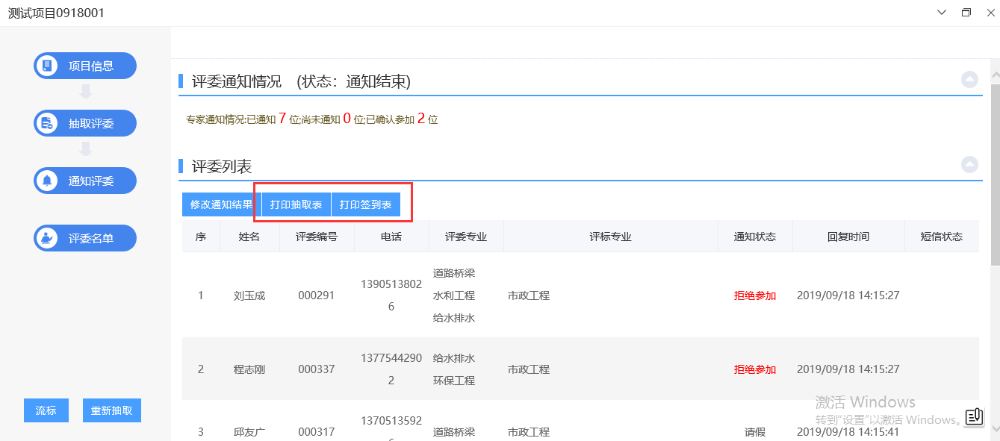 测试项目0918001
项目信息
抽取评委
通知评委
评委名单
流标
重新抽取
评委通知情况 (状态：通知结束)
专家通知情况:已通知 7 位;尚未通知 0 位;已确认参加 2 位
评委列表
修改通知结果 打印抽取表 打印签到表
序 姓名 评委编号 电话 评委专业 评标专业 通知状态 回复时间 短信状态
1 刘玉成 000291 1390513802
6
道路桥梁
水利工程
给水排水
市政工程 拒绝参加 2019/09/18 14:15:27
2 程志刚 000337 1377544290
2
给水排水
环保工程
市政工程 拒绝参加 2019/09/18 14:15:27
3 邱友广 000317 1370513592
道路桥梁 市政工程 请假 2019/09/18 14:15:41
激活 Windows
转到"设置"以激活 Windows。